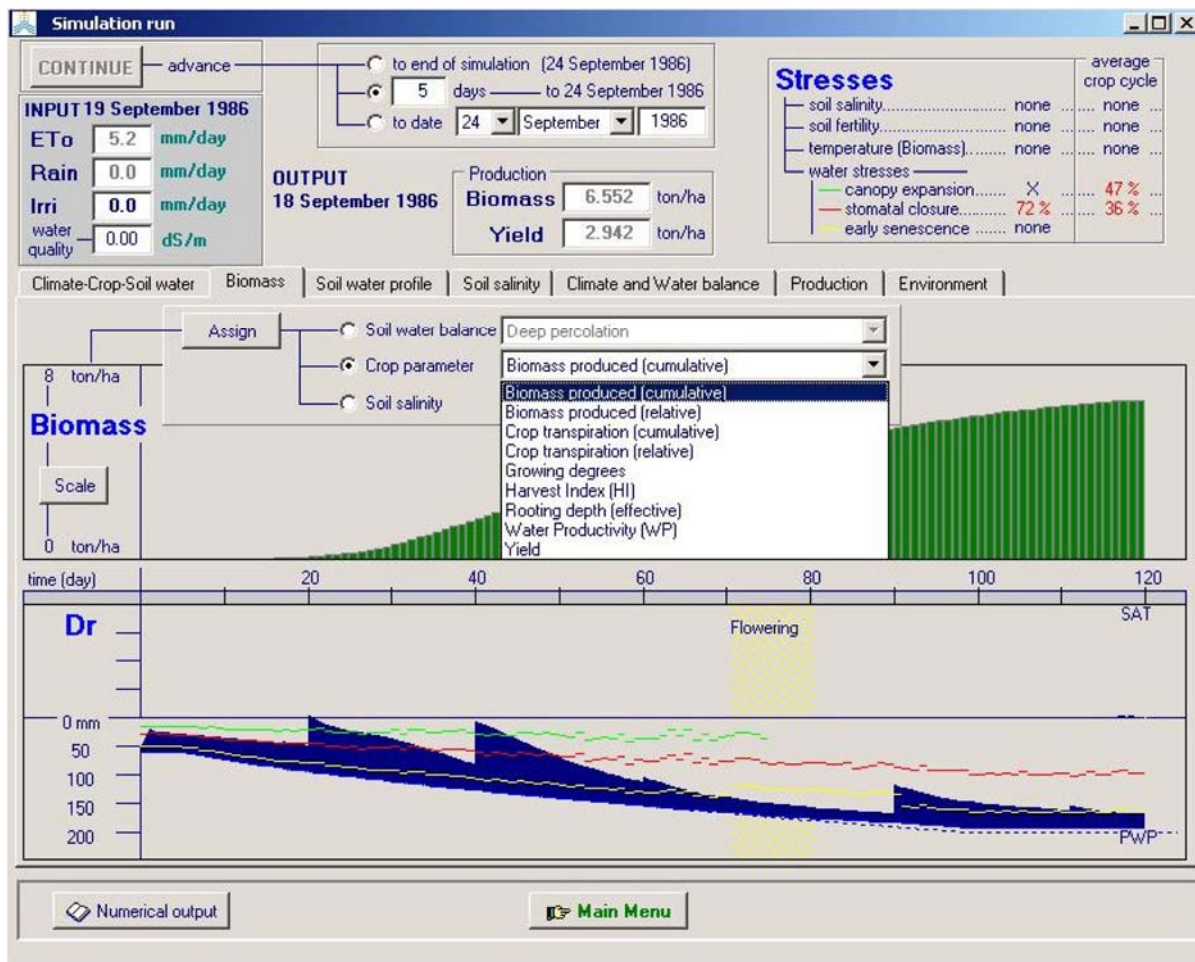 Simulation run
CONTINUE advance
to end of simulation (24 September 1986)
5 days to 24 September 1986
to date 24 September 1986
INPUT 19 September 1986
ETo 5.2 mm/day
Rain 0.0 mm/day
Irri 0.0 mm/day
water quality 0.00 dS/m
OUTPUT
18 September 1986
Production
Biomass 6.552 ton/ha
Yield 2.942 ton/ha
Stresses average crop cycle
soil salinity none none
soil fertility none none
temperature (Biomass) none none
water stresses
canopy expansion X 47 %
stomatal closure 72 % 36 %
early senescence none
Climate-Crop-Soil water Biomass Soil water profile Soil salinity Climate and Water balance Production Environment
Assign
Soil water balance Deep percolation
Crop parameter Biomass produced (cumulative)
Soil salinity
Biomass produced (cumulative)
Biomass produced (relative)
Crop transpiration (cumulative)
Crop transpiration (relative)
Growing degrees
Harvest Index (HI)
Rooting depth (effective)
Water Productivity (WP)
Yield
8 ton/ha
Biomass
Scale
0 ton/ha
time (day) 20 40 60 80 100 120
Dr
Flowering
SAT
0 mm
50
100
150
200
PWP
Numerical output
Main Menu